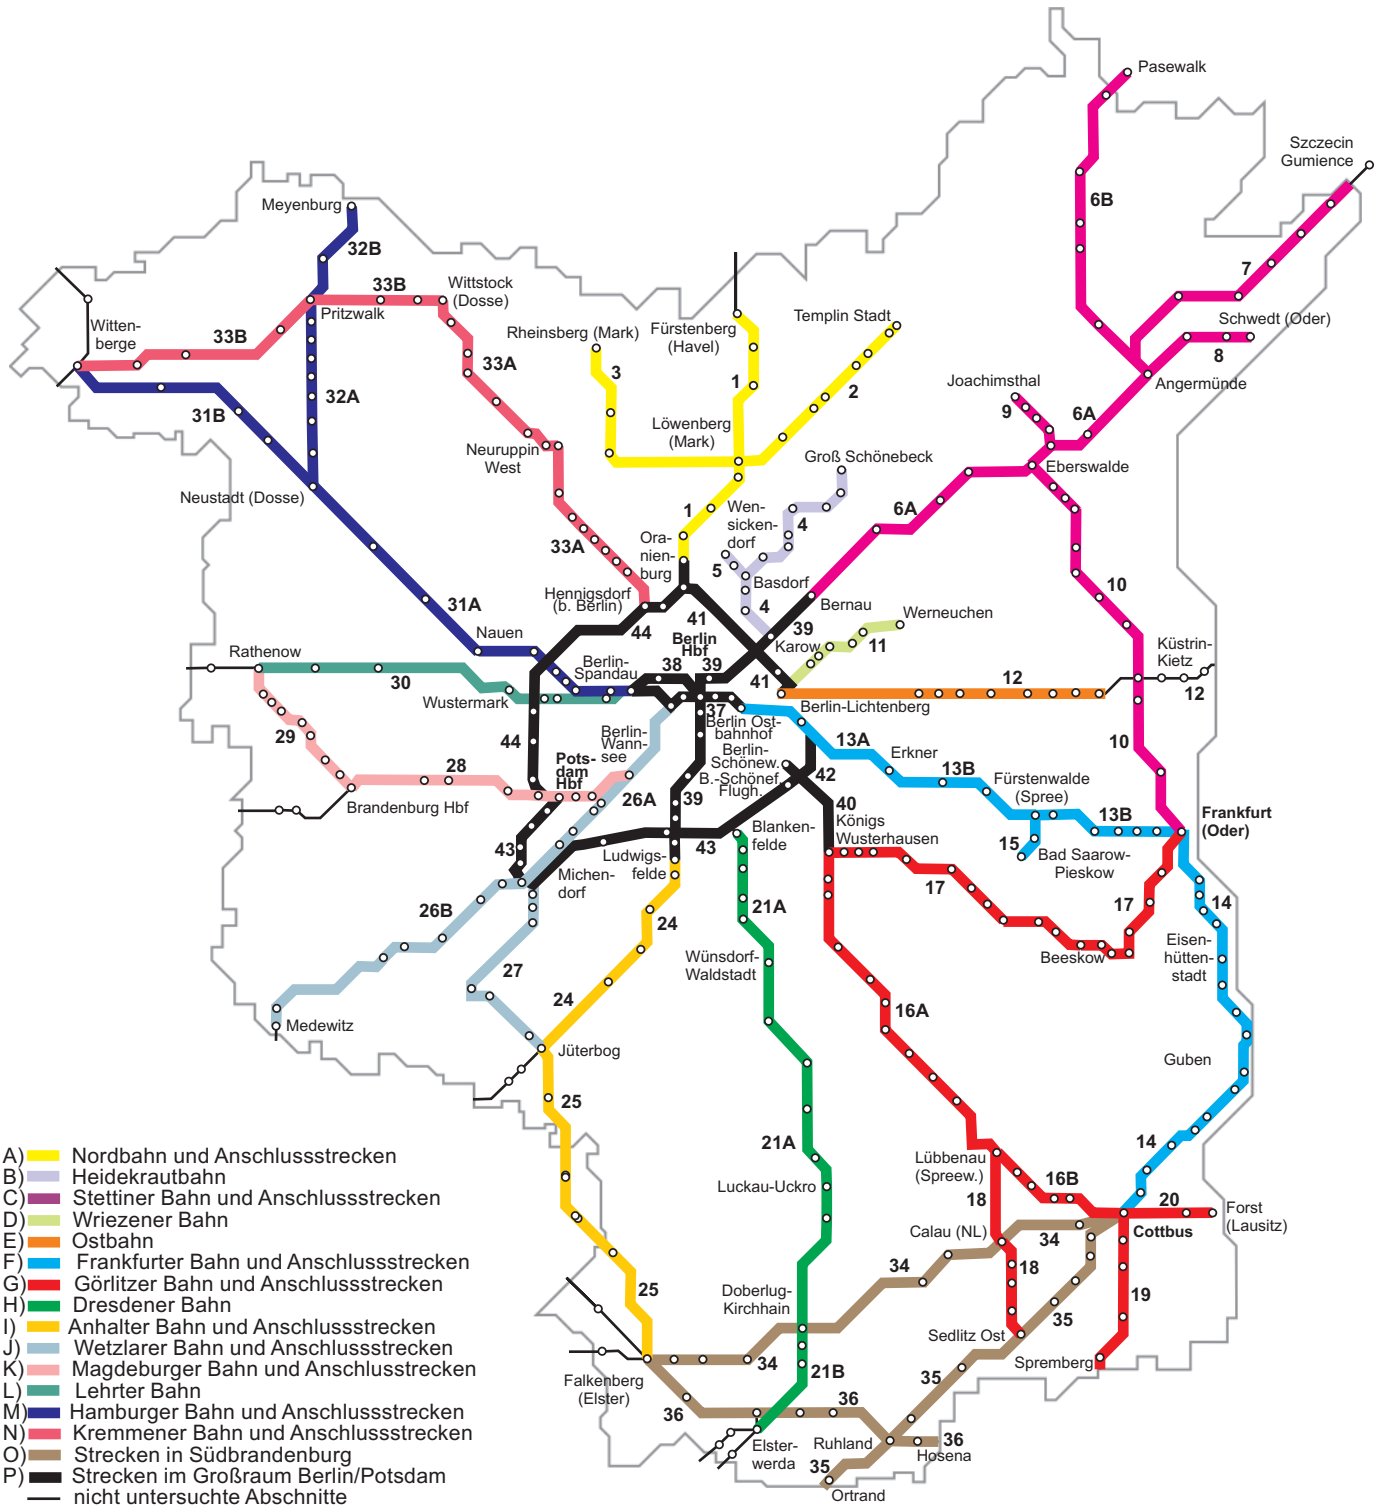 Pasewalk
Szczecin
Gumience
6B
Meyenburg
32B
7
33B
Wittstock
(Dosse)
Pritzwalk
Witten-
berge
33B
Rheinsberg (Mark)
Fürstenberg
(Havel)
Templin Stadt
Schwedt (Oder)
8
33A
3
1
2
Joachimsthal
9
Angermünde
6A
32A
31B
Löwenberg
(Mark)
Neuruppin
West
Groß Schönebeck
Eberswalde
Neustadt (Dosse)
1
Wen-
sicken-
dorf
4
6A
33A
Ora-
nien-
burg
5
Basdorf
10
Hennigsdorf
(b. Berlin)
31A
41
4
Bernau
39
Werneuchen
44
Nauen
Berlin
Hbf
Karow
11
Küstrin-
Kietz
Rathenow
Berlin-
Spandau
38
39
41
30
12
12
Wustermark
37
Berlin-Lichtenberg
Berlin Ost-
bahnhof
29
44
Berlin-
Wann-
see
Berlin-
Schönew.
B.-Schönef.
Flugh.
13A
Erkner
10
28
Pots-
dam
Hbf
26A
42
13B
Fürstenwalde
(Spree)
Brandenburg Hbf
39
40
13B
Frankfurt
(Oder)
43
Blanken-
felde
Königs
Wusterhausen
43
Ludwigs-
felde
15
Bad Saarow-
Pieskow
Michen-
dorf
17
26B
24
21A
17
14
Beeskow
Eisen-
hütten-
stadt
27
Wünsdorf-
Waldstadt
24
16A
Medewitz
Jüterbog
Guben
25
21A
14
Lübbenau
(Spreew.)
16B
Luckau-Uckro
18
20
Forst
(Lausitz)
Calau (NL)
34
Cottbus
34
18
25
Doberlug-
Kirchhain
35
19
Sedlitz Ost
34
Spremberg
Falkenberg
(Elster)
21B
35
36
36
Elster-
werda
Ruhland
36
Hosena
35
Ortrand
A) Nordbahn und Anschlussstrecken
B) Heidekrautbahn
C) Stettiner Bahn und Anschlussstrecken
D) Wriezener Bahn
E) Ostbahn
F) Frankfurter Bahn und Anschlussstrecken
G) Görlitzer Bahn und Anschlussstrecken
H) Dresdener Bahn
I) Anhalter Bahn und Anschlussstrecken
J) Wetzlarer Bahn und Anschlussstrecken
K) Magdeburger Bahn und Anschlusstrecken
L) Lehrter Bahn
M) Hamburger Bahn und Anschlussstrecken
N) Kremmener Bahn und Anschlussstrecken
O) Strecken in Südbrandenburg
P) Strecken im Großraum Berlin/Potsdam
nicht untersuchte Abschnitte